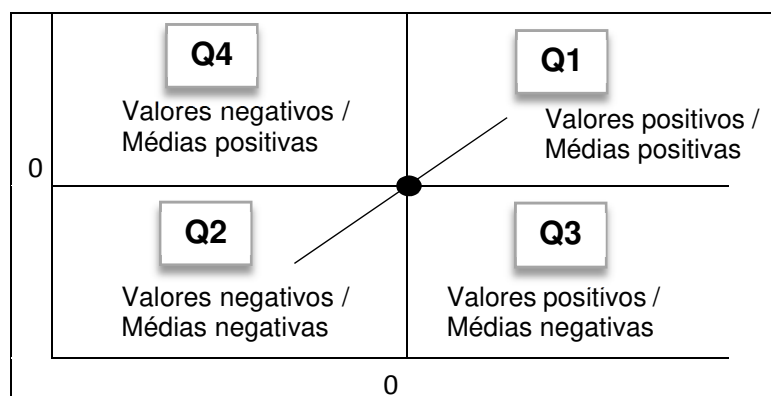 Q4
Valores negativos /
Médias positivas
Q1
Valores positivos /
Médias positivas
0
Q2
Valores negativos /
Médias negativas
Q3
Valores positivos /
Médias negativas
0